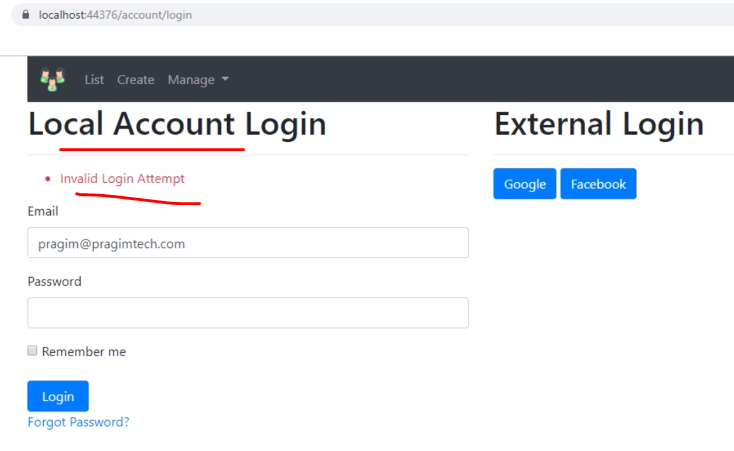 localhost:44376/account/login
List Create Manage
Local Account Login
Invalid Login Attempt
Email
pragim@pragimtech.com
Password
Remember me
Login
Forgot Password?
External Login
Google Facebook